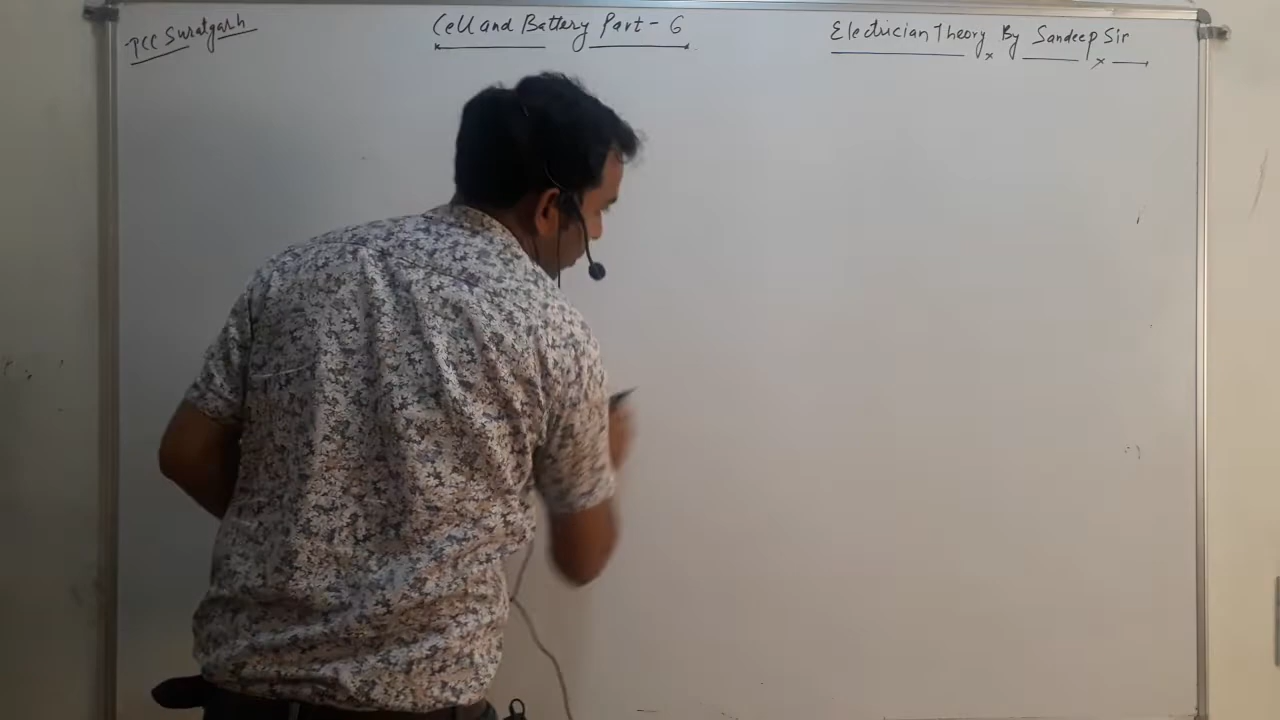 PCC Suratgarh
Cell and Battery Part - 6
Electrician Theory By Sandeep Sir